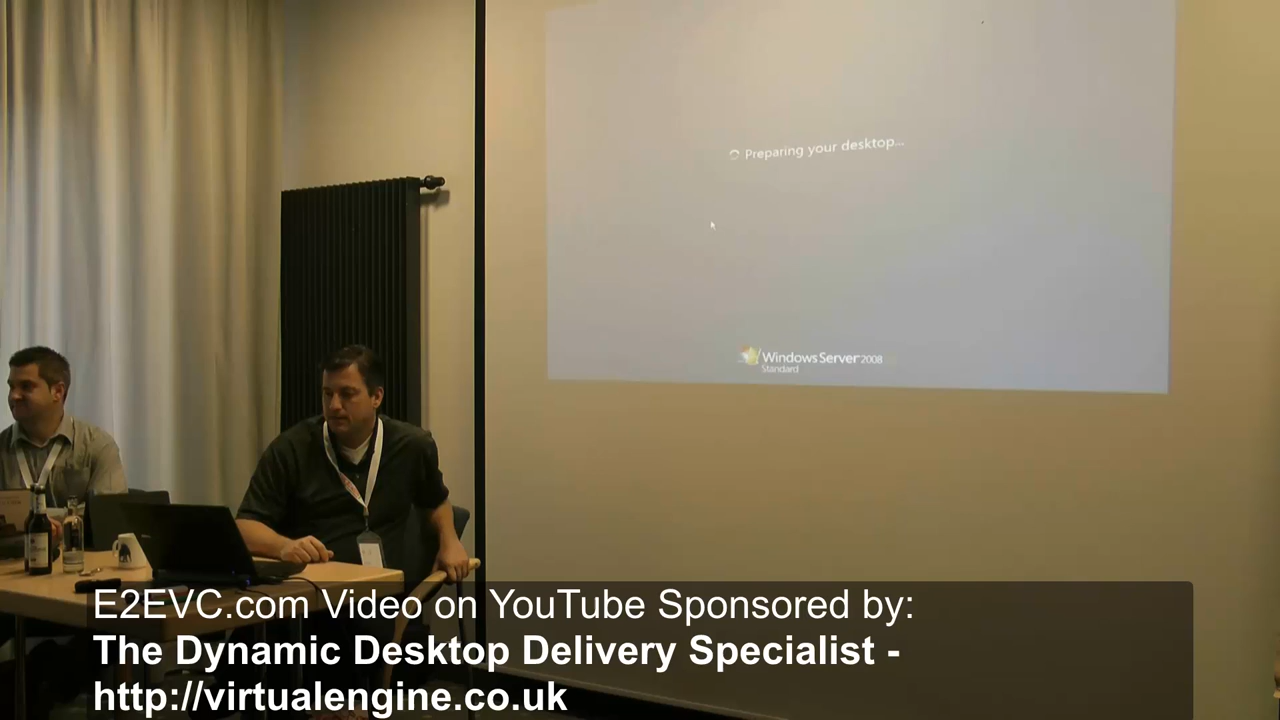 Preparing your desktop...
Windows Server 2008
Standard
E2EVC.com Video on YouTube Sponsored by:
The Dynamic Desktop Delivery Specialist -
http://virtualengine.co.uk